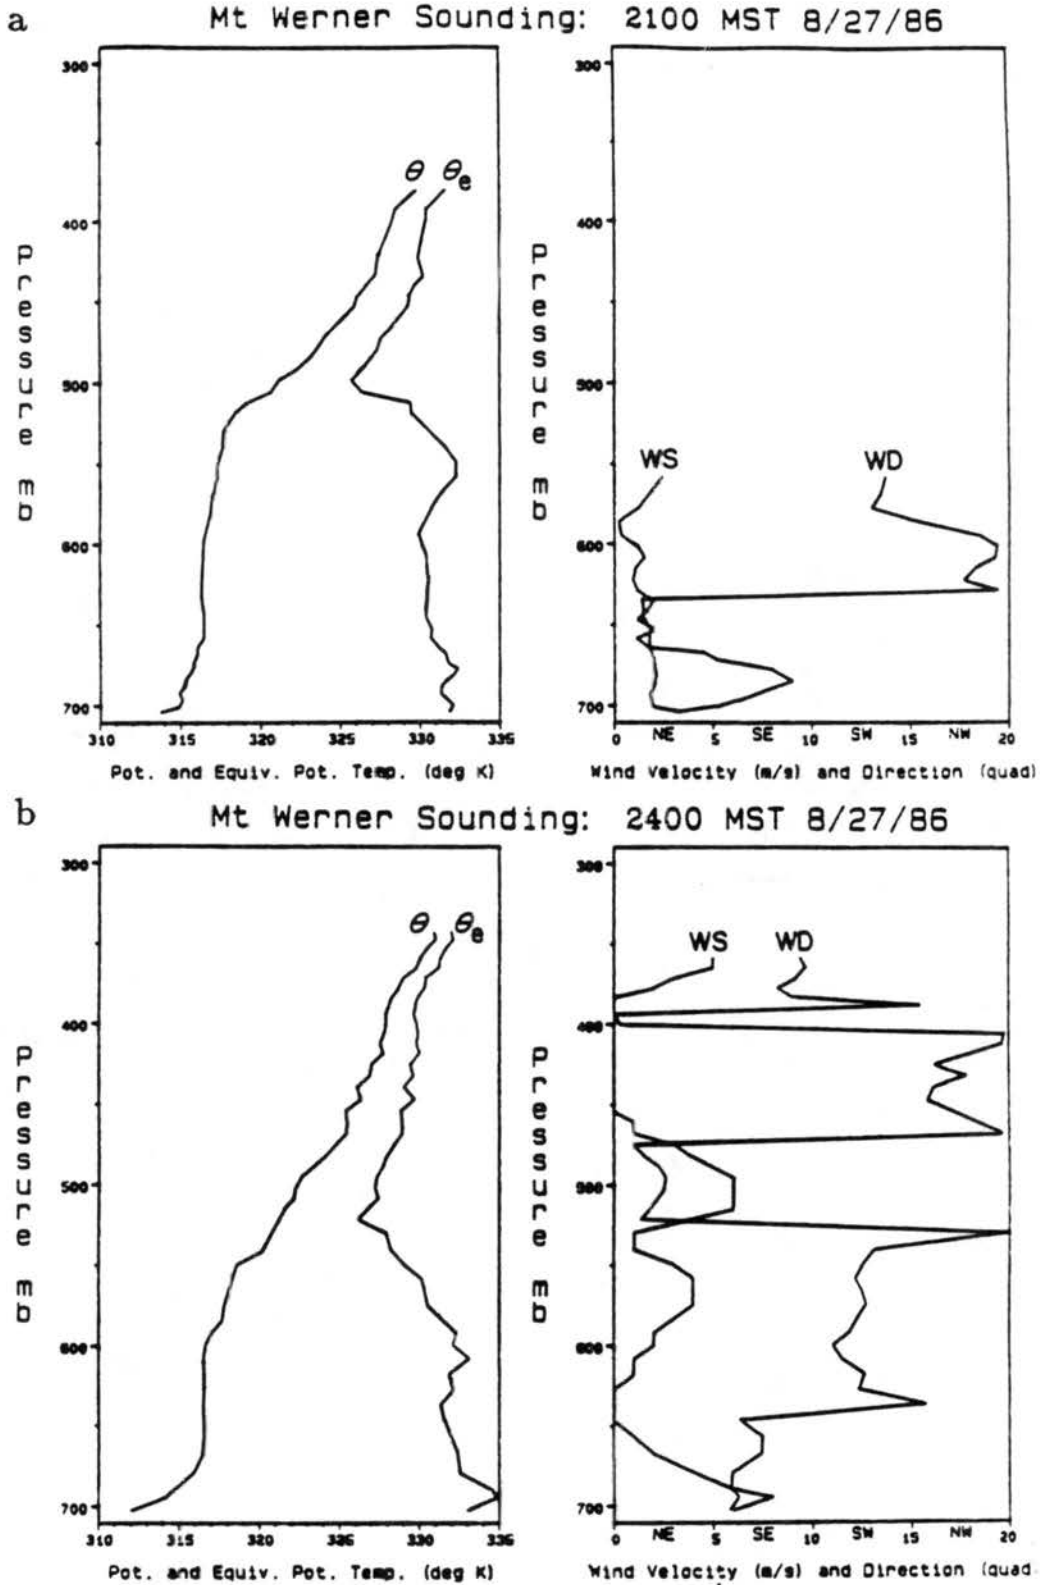 a
Mt Werner Sounding: 2100 MST 8/27/86
300
400
500
600
700
Pressure mb
θ θe
310 315 320 325 330 335
Pot. and Equiv. Pot. Temp. (deg K)
300
400
500
600
700
Pressure mb
WS WD
0 NE 5 SE 10 SW 15 NW 20
Wind Velocity (m/s) and Direction (quad)
b
Mt Werner Sounding: 2400 MST 8/27/86
300
400
500
600
700
Pressure mb
θ θe
310 315 320 325 330 335
Pot. and Equiv. Pot. Temp. (deg K)
300
400
500
600
700
Pressure mb
WS WD
0 NE 5 SE 10 SW 15 NW 20
Wind Velocity (m/s) and Direction (quad.